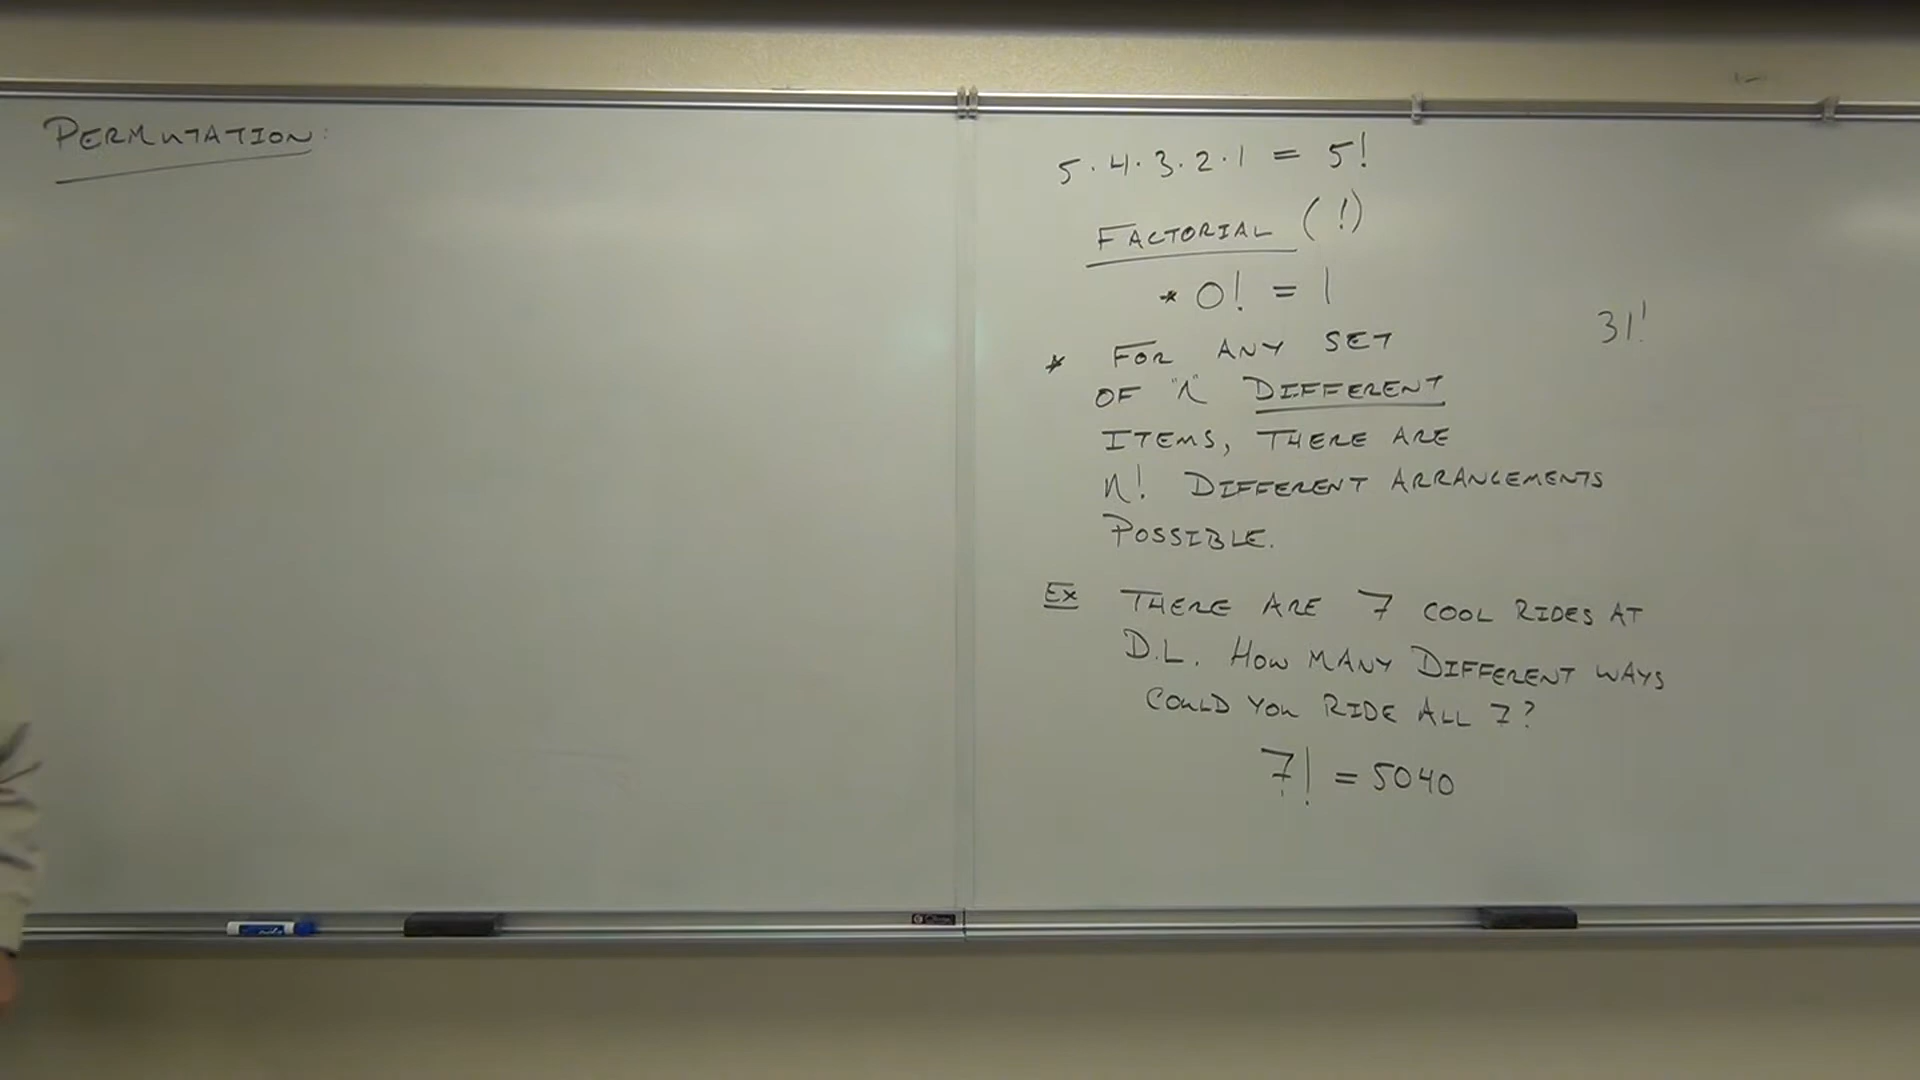 PERMUTATION:
5 · 4 · 3 · 2 · 1 = 5!
FACTORIAL (!)
* 0! = 1
31!
* FOR ANY SET
OF "n" DIFFERENT
ITEMS, THERE ARE
n! DIFFERENT ARRANGEMENTS
POSSIBLE.
EX THERE ARE 7 COOL RIDES AT
D.L. HOW MANY DIFFERENT WAYS
COULD YOU RIDE ALL 7?
7! = 5040